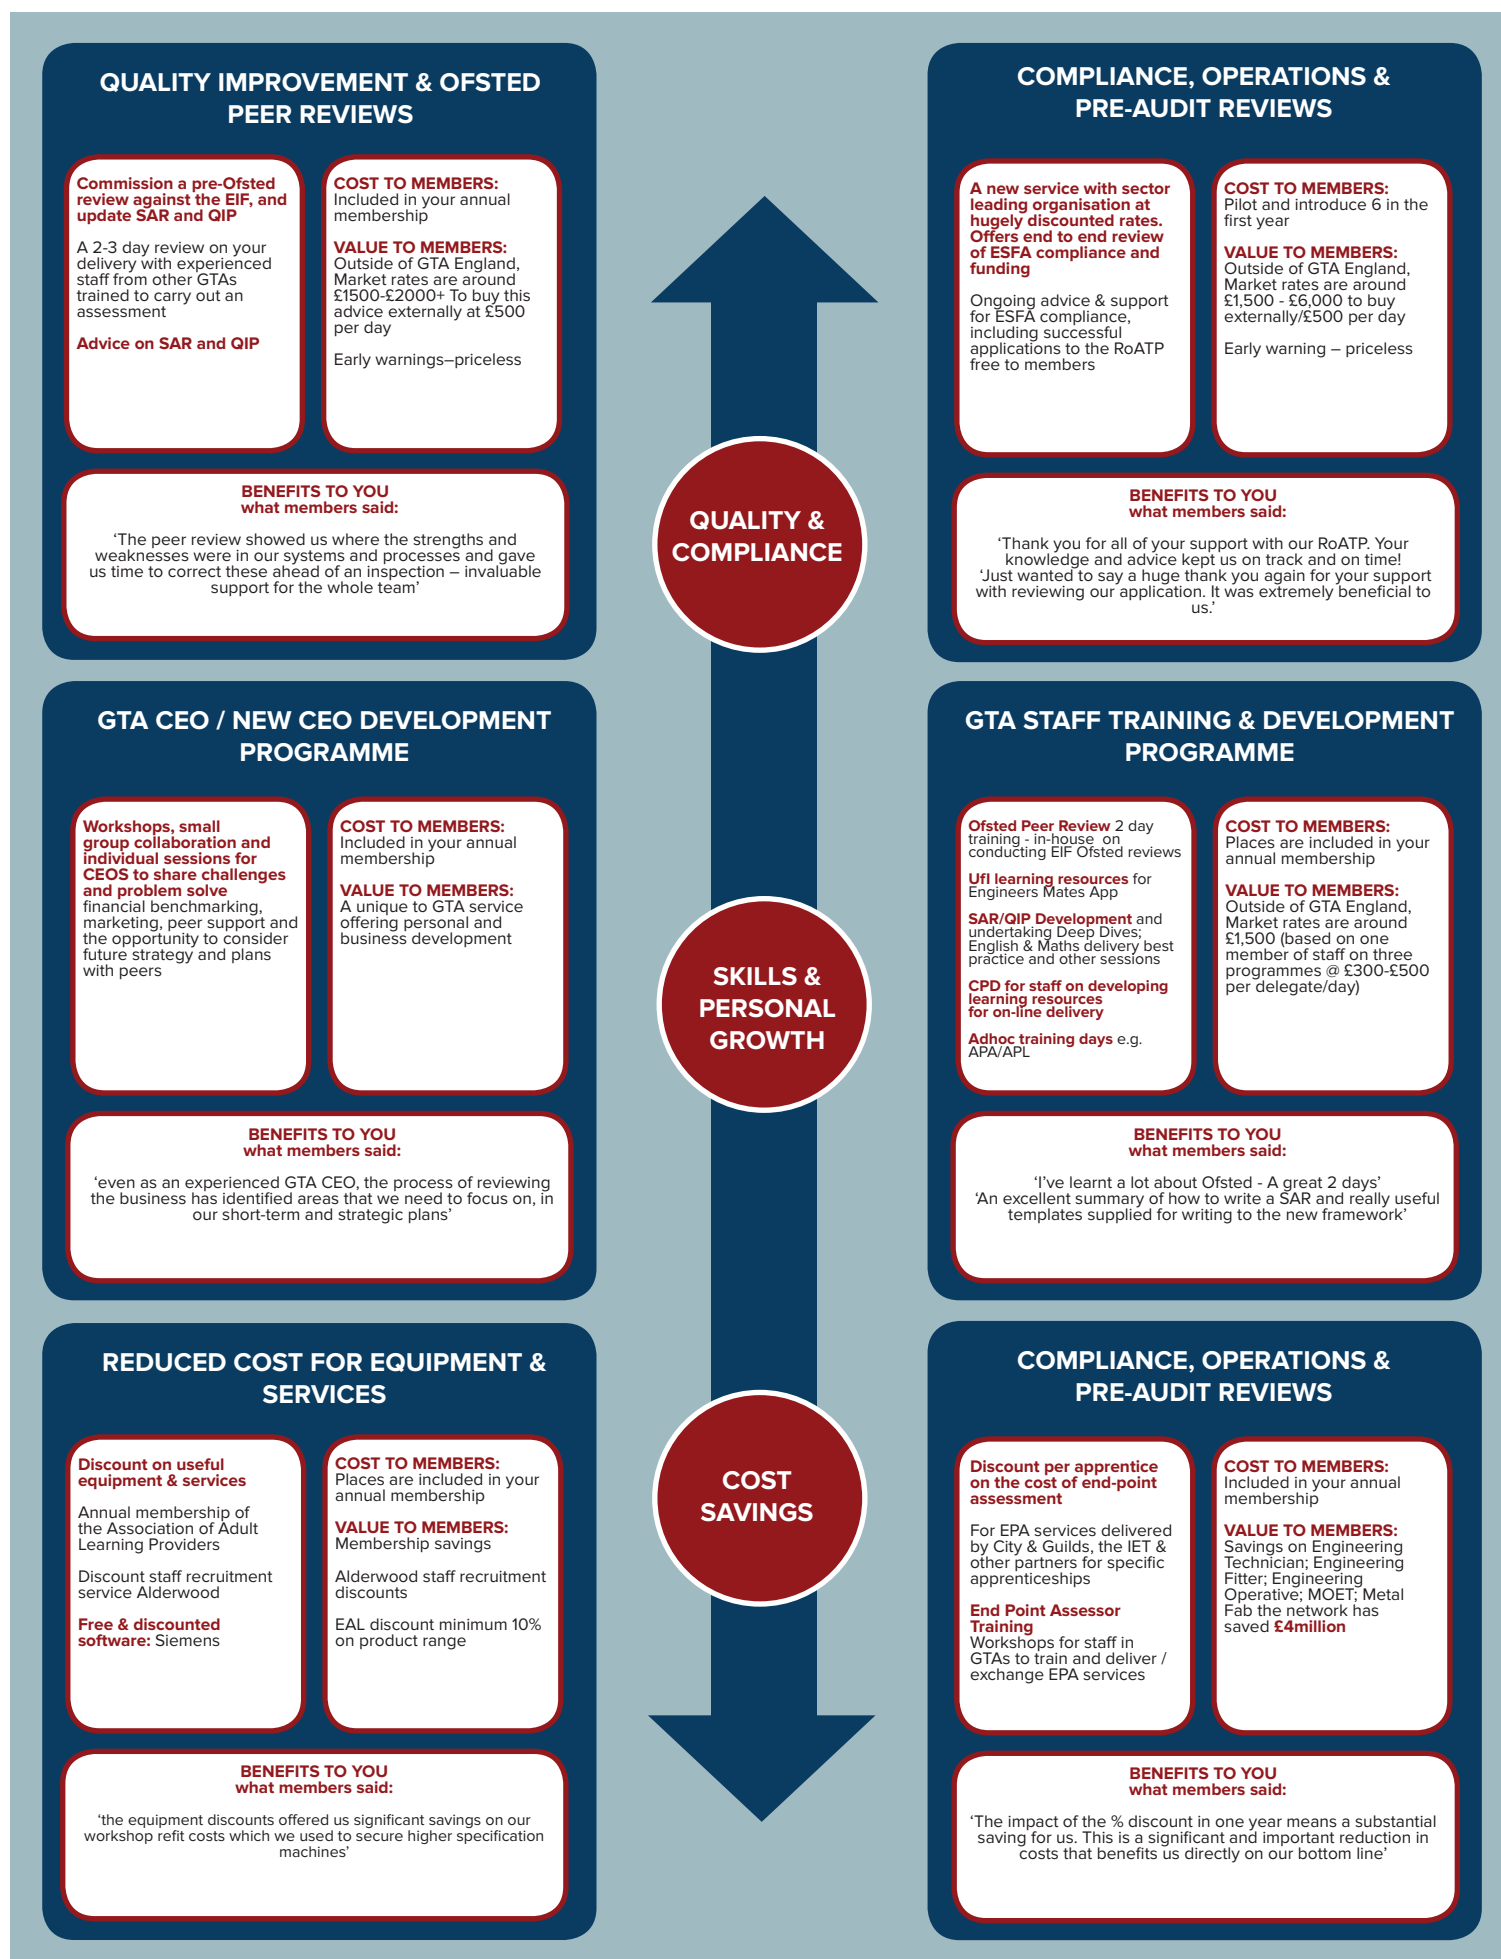 QUALITY IMPROVEMENT & OFSTED
PEER REVIEWS
Commission a pre-Ofsted
review against the EIF, and
update SAR and QIP
A 2-3 day review on your
delivery with experienced
staff from other GTAs
trained to carry out an
assessment
Advice on SAR and QIP
COST TO MEMBERS:
Included in your annual
membership
VALUE TO MEMBERS:
Outside of GTA England,
Market rates are around
£1500-£2000+ To buy this
advice externally at £500
per day
Early warnings–priceless
BENEFITS TO YOU
what members said:
‘The peer review showed us where the strengths and
weaknesses were in our systems and processes and gave
us time to correct these ahead of an inspection – invaluable
support for the whole team’
COMPLIANCE, OPERATIONS &
PRE-AUDIT REVIEWS
A new service with sector
leading organisation at
hugely discounted rates.
Offers end to end review
of ESFA compliance and
funding
Ongoing advice & support
for ESFA compliance,
including successful
applications to the RoATP
free to members
COST TO MEMBERS:
Pilot and introduce 6 in the
first year
VALUE TO MEMBERS:
Outside of GTA England,
Market rates are around
£1,500 - £6,000 to buy
externally/£500 per day
Early warning – priceless
BENEFITS TO YOU
what members said:
‘Thank you for all of your support with our RoATP. Your
knowledge and advice kept us on track and on time!
‘Just wanted to say a huge thank you again for your support
with reviewing our application. It was extremely beneficial to
us.’
QUALITY &
COMPLIANCE
GTA CEO / NEW CEO DEVELOPMENT
PROGRAMME
Workshops, small
group collaboration and
individual sessions for
CEOS to share challenges
and problem solve
financial benchmarking,
marketing, peer support and
the opportunity to consider
future strategy and plans
with peers
COST TO MEMBERS:
Included in your annual
membership
VALUE TO MEMBERS:
A unique to GTA service
offering personal and
business development
BENEFITS TO YOU
what members said:
‘even as an experienced GTA CEO, the process of reviewing
the business has identified areas that we need to focus on, in
our short-term and strategic plans’
SKILLS &
PERSONAL
GROWTH
GTA STAFF TRAINING & DEVELOPMENT
PROGRAMME
Ofsted Peer Review 2 day
training - in-house on
conducting EIF Ofsted reviews
Ufl learning resources for
Engineers Mates App
SAR/QIP Development and
undertaking Deep Dives;
English & Maths delivery best
practice and other sessions
CPD for staff on developing
learning resources
for on-line delivery
Adhoc training days e.g.
APA/APL
COST TO MEMBERS:
Places are included in your
annual membership
VALUE TO MEMBERS:
Outside of GTA England,
Market rates are around
£1,500 (based on one
member of staff on three
programmes @ £300-£500
per delegate/day)
BENEFITS TO YOU
what members said:
‘I’ve learnt a lot about Ofsted - A great 2 days’
‘An excellent summary of how to write a SAR and really useful
templates supplied for writing to the new framework’
REDUCED COST FOR EQUIPMENT &
SERVICES
Discount on useful
equipment & services
Annual membership of
the Association of Adult
Learning Providers
Discount staff recruitment
service Alderwood
Free & discounted
software: Siemens
COST TO MEMBERS:
Places are included in your
annual membership
VALUE TO MEMBERS:
Membership savings
Alderwood staff recruitment
discounts
EAL discount minimum 10%
on product range
BENEFITS TO YOU
what members said:
‘the equipment discounts offered us significant savings on our
workshop refit costs which we used to secure higher specification
machines’
COST
SAVINGS
COMPLIANCE, OPERATIONS &
PRE-AUDIT REVIEWS
Discount per apprentice
on the cost of end-point
assessment
For EPA services delivered
by City & Guilds, the IET &
other partners for specific
apprenticeships
End Point Assessor
Training
Workshops for staff in
GTAs to train and deliver /
exchange EPA services
COST TO MEMBERS:
Included in your annual
membership
VALUE TO MEMBERS:
Savings on Engineering
Technician; Engineering
Fitter; Engineering
Operative; MOET; Metal
Fab the network has
saved £4million
BENEFITS TO YOU
what members said:
‘The impact of the % discount in one year means a substantial
saving for us. This is a significant and important reduction in
costs that benefits us directly on our bottom line’